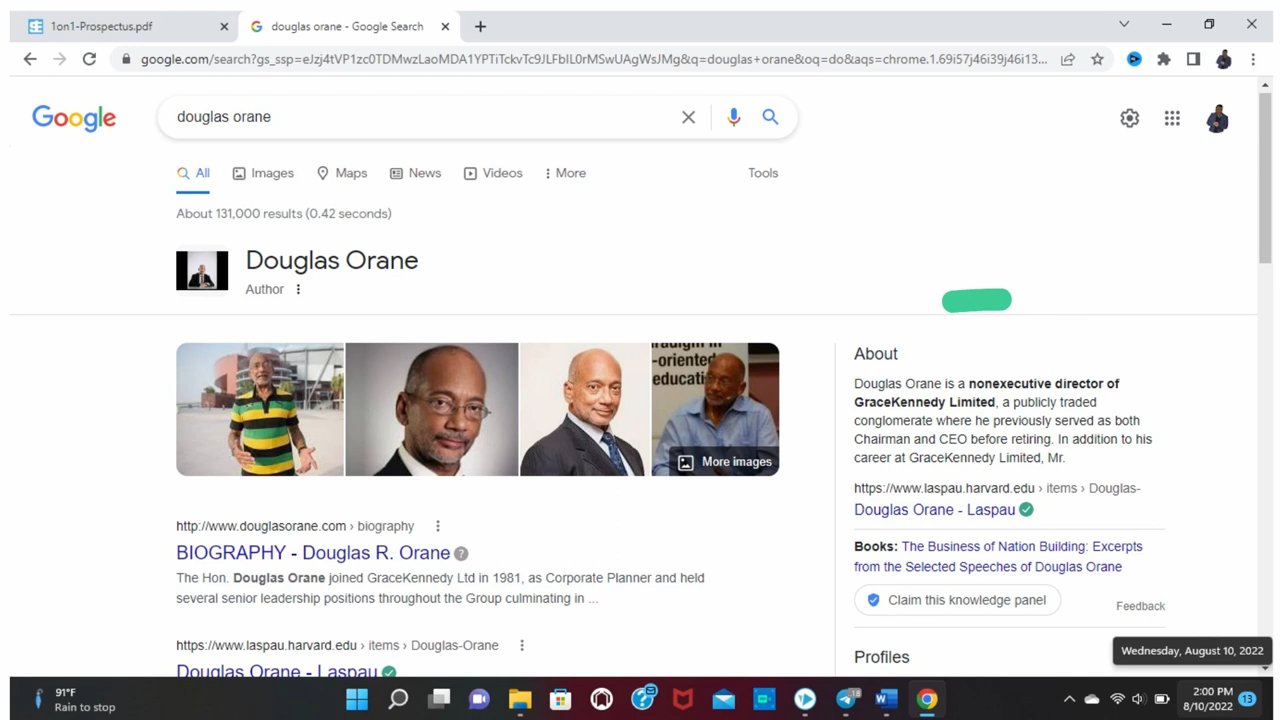 1on1-Prospectus.pdf
douglas orane - Google Search
google.com/search?gs_ssp=eJzj4tVP1zc0TDMwzLaoMDA1YPTiTckvTc9JLFbIL0rMSwUAgWsJMg&q=douglas+orane&oq=do&aqs=chrome.1.69i57j46i39j46i13...
Google
douglas orane
All Images Maps News Videos More Tools
About 131,000 results (0.42 seconds)
Douglas Orane
Author
-oriented
educati
More images
http://www.douglasorane.com › biography
BIOGRAPHY - Douglas R. Orane
The Hon. Douglas Orane joined GraceKennedy Ltd in 1981, as Corporate Planner and held
several senior leadership positions throughout the Group culminating in ...
https://www.laspau.harvard.edu › items › Douglas-Orane
Douglas Orane - Laspau
About
Douglas Orane is a nonexecutive director of
GraceKennedy Limited, a publicly traded
conglomerate where he previously served as both
Chairman and CEO before retiring. In addition to his
career at GraceKennedy Limited, Mr.
https://www.laspau.harvard.edu › items › Douglas-
Douglas Orane - Laspau
Books: The Business of Nation Building: Excerpts
from the Selected Speeches of Douglas Orane
Claim this knowledge panel
Feedback
Profiles
Wednesday, August 10, 2022
91°F
Rain to stop
18
2:00 PM
8/10/2022
13